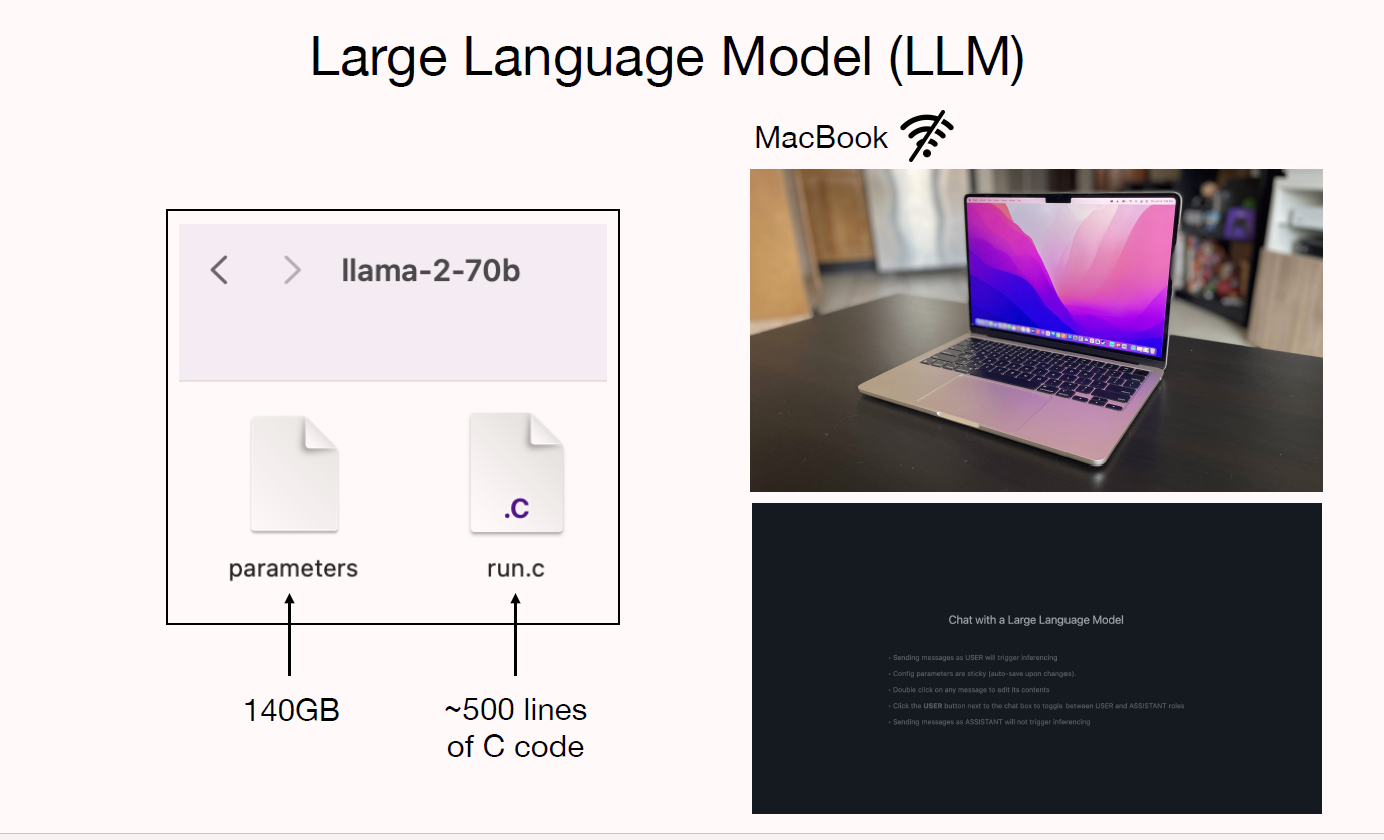 Large Language Model (LLM)
MacBook
llama-2-70b
.C
parameters
run.c
140GB
~500 lines
of C code
Chat with a Large Language Model
- Sending messages as USER will trigger inferencing
- Config parameters are sticky (auto-save upon changes).
- Double click on any message to edit its contents
- Click the USER button next to the chat box to toggle between USER and ASSISTANT roles
- Sending messages as ASSISTANT will not trigger inferencing